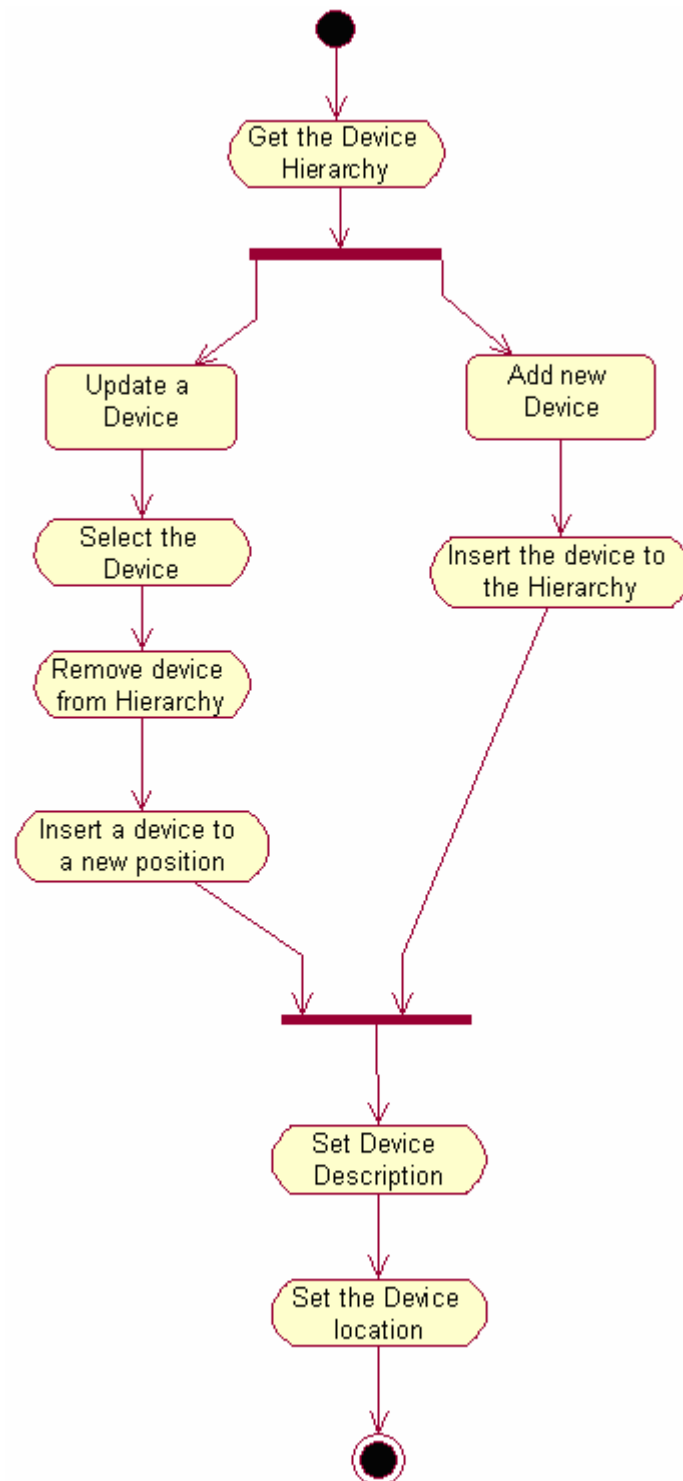 Get the Device
Hierarchy
Update a
Device
Add new
Device
Select the
Device
Insert the device to
the Hierarchy
Remove device
from Hierarchy
Insert a device to
a new position
Set Device
Description
Set the Device
location